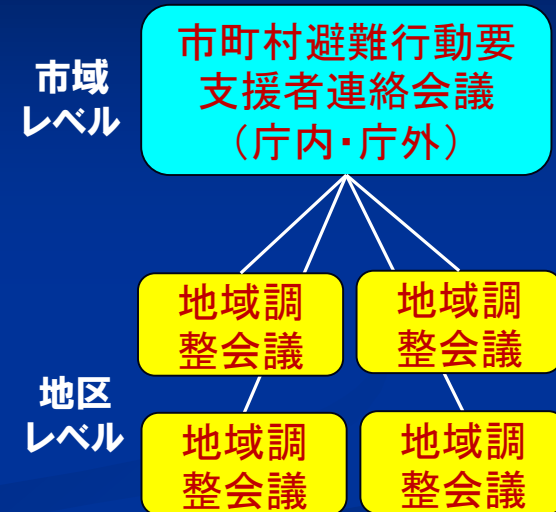 市域
レベル
市町村避難行動要
支援者連絡会議
（庁内・庁外）
地域調
整会議
地域調
整会議
地区
レベル
地域調
整会議
地域調
整会議